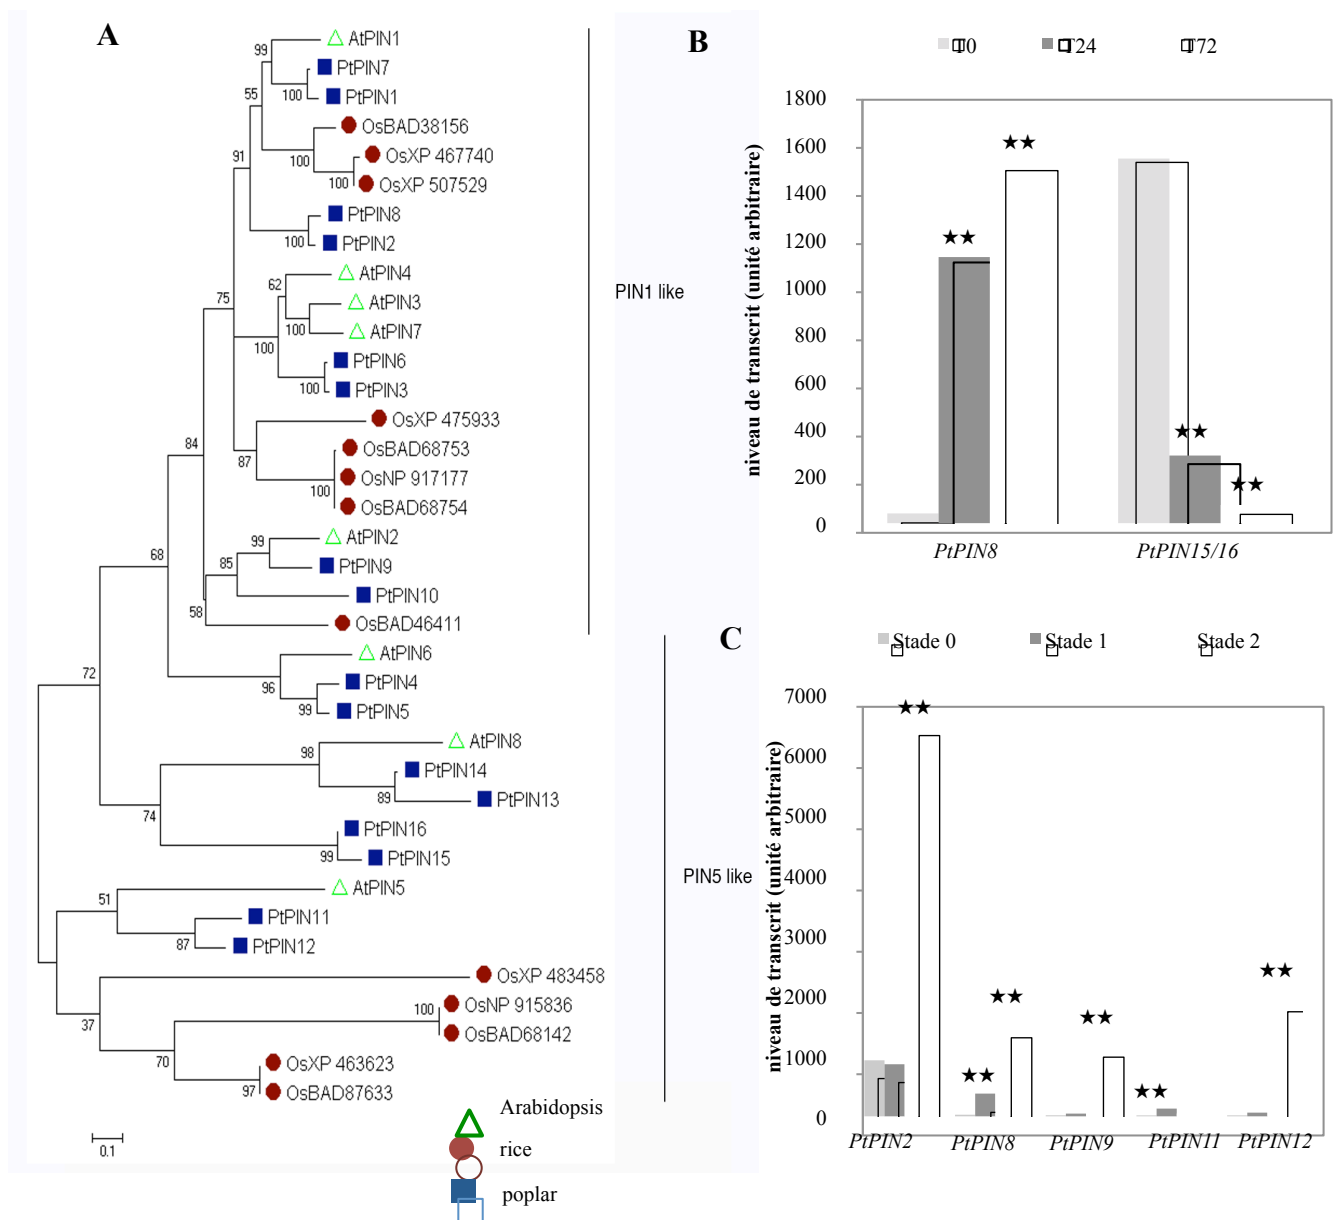 A
AtPIN1
99
PtPIN7
55
100
PtPIN1
OsBAD38156
91
100
OsXP 467740
100
OsXP 507529
PtPIN8
100
PtPIN2
AtPIN4
62
75
AtPIN3
100
AtPIN7
100
PtPIN6
100
PtPIN3
OsXP 475933
84
OsBAD68753
87
OsNP 917177
100
OsBAD68754
AtPIN2
99
68
85
PtPIN9
PtPIN10
58
OsBAD46411
AtPIN6
72
96
PtPIN4
99
PtPIN5
AtPIN8
98
PtPIN14
89
PtPIN13
74
PtPIN16
99
PtPIN15
AtPIN5
51
PtPIN11
87
PtPIN12
OsXP 483458
37
100
OsNP 915836
OsBAD68142
70
OsXP 463623
97
OsBAD87633
0.1
PIN1 like
PIN5 like
Arabidopsis
rice
poplar
B
T0
T24
T72
niveau de transcrit (unité arbitraire)
1800
1600
1400
1200
1000
800
600
400
200
0
★★
★★
★★
★★
PtPIN8
PtPIN15/16
C
Stade 0
Stade 1
Stade 2
niveau de transcrit (unité arbitraire)
7000
6000
5000
4000
3000
2000
1000
0
★★
★★
★★
★★
★★
★★
PtPIN2
PtPIN8
PtPIN9
PtPIN11
PtPIN12